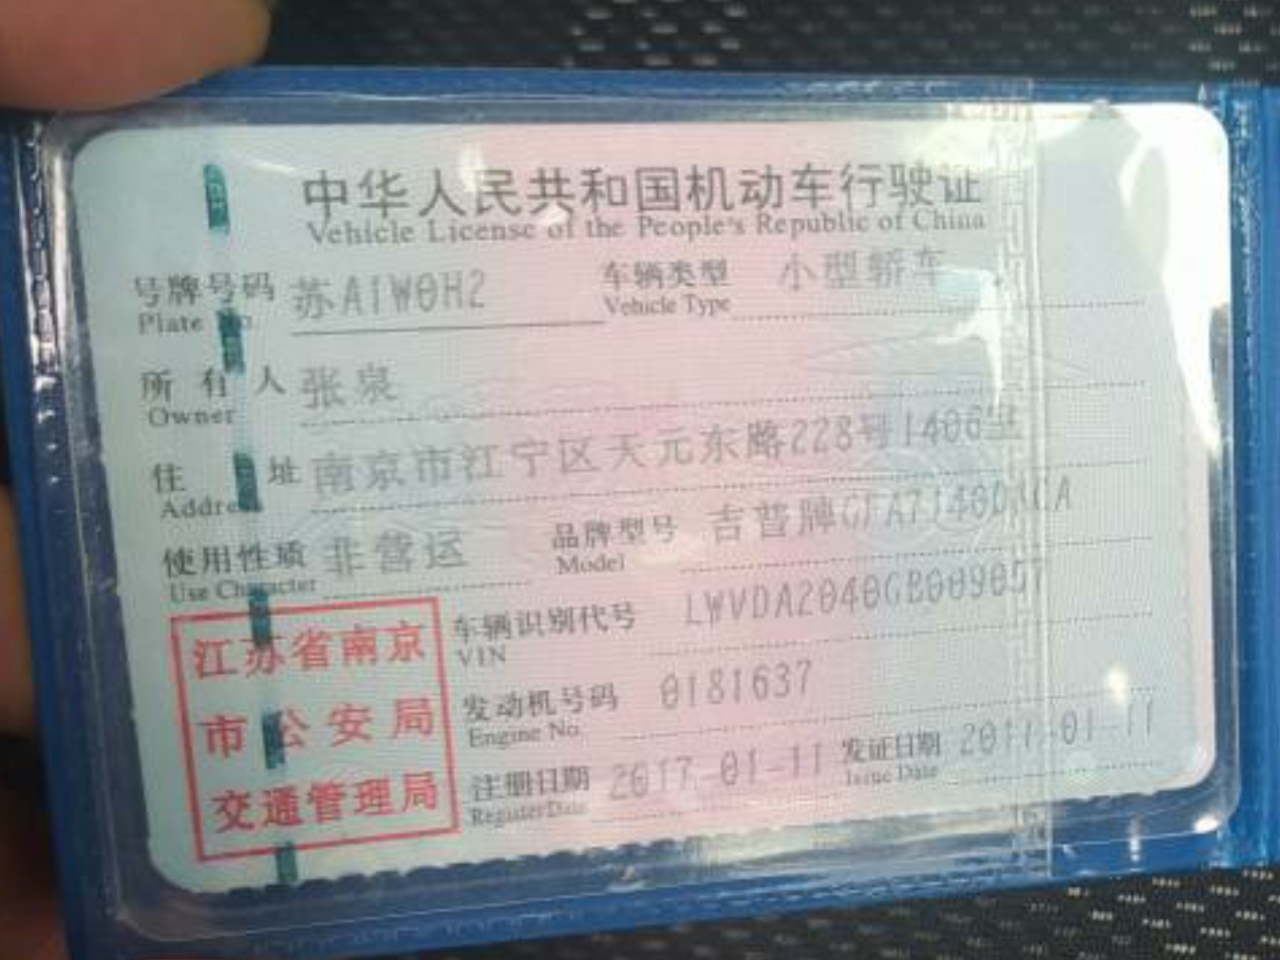 中华人民共和国机动车行驶证
Vehicle License of the People's Republic of China
号牌号码 苏A1W0H2 车辆类型 小型轿车
Plate Vehicle Type
所有人 张泉
Owner
住址 南京市江宁区天元东路228号1406室
Address
使用性质 非营运 品牌型号 吉普牌
Use Character Model
江苏省南京市公安局交通管理局
车辆识别代号 LWVDA2040GB009057
VIN
发动机号码 0181637
Engine No.
注册日期 2017-01-11 发证日期 2017-01-11
Register Date Issue Date